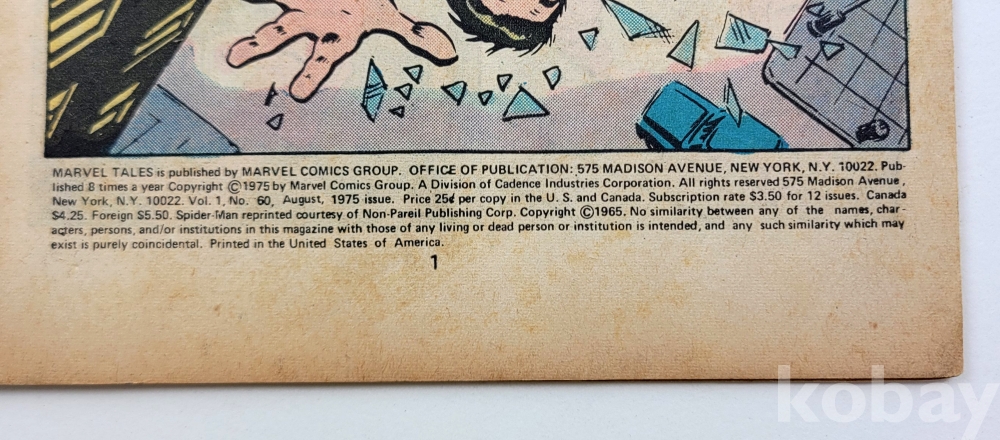 MARVEL TALES is published by MARVEL COMICS GROUP. OFFICE OF PUBLICATION: 575 MADISON AVENUE, NEW YORK, N.Y. 10022. Pub-
lished 8 times a year Copyright ©1975 by Marvel Comics Group. A Division of Cadence Industries Corporation. All rights reserved 575 Madison Avenue,
New York, N.Y. 10022. Vol. 1, No. 60, August, 1975 issue. Price 25¢ per copy in the U. S. and Canada. Subscription rate $3.50 for 12 issues. Canada
$4.25. Foreign $5.50. Spider-Man reprinted courtesy of Non-Pareil Publishing Corp. Copyright ©1965. No similarity between any of the names, char-
acters, persons, and/or institutions in this magazine with those of any living or dead person or institution is intended, and any such similarity which may
exist is purely coincidental. Printed in the United States of America.
1
kobay